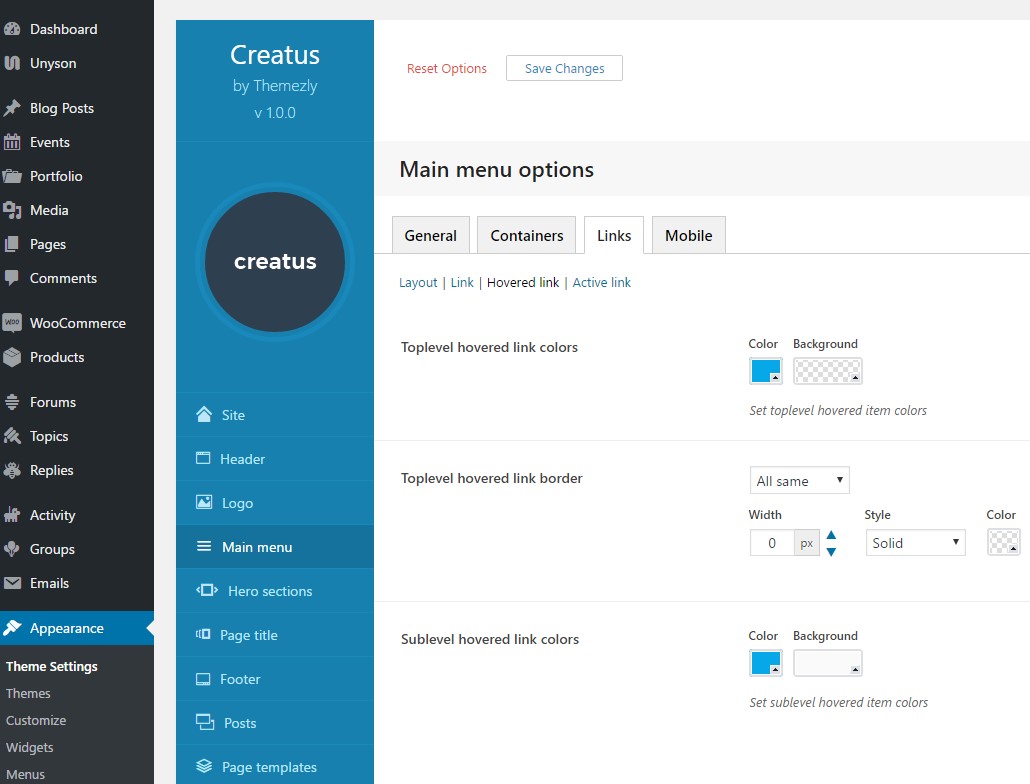 Dashboard
Unyson
Blog Posts
Events
Portfolio
Media
Pages
Comments
WOO WooCommerce
Products
Forums
Topics
Replies
Activity
Groups
Emails
Appearance
Theme Settings
Themes
Customize
Widgets
Menus
Creatus
by Themezly
v 1.0.0
creatus
Site
Header
Logo
Main menu
Hero sections
Page title
Footer
Posts
Page templates
Reset Options Save Changes
Main menu options
General Containers Links Mobile
Layout | Link | Hovered link | Active link
Toplevel hovered link colors
Color Background
Set toplevel hovered item colors
Toplevel hovered link border
All same
Width Style Color
0 px Solid
Sublevel hovered link colors
Color Background
Set sublevel hovered item colors